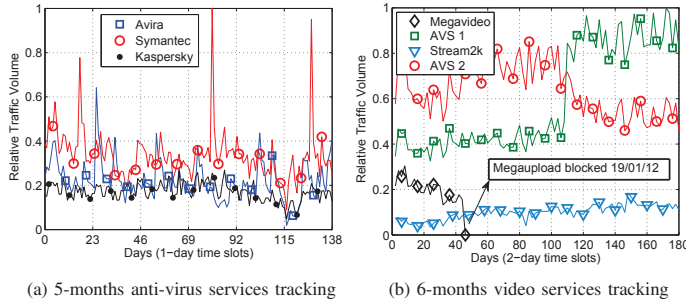 Avira
Symantec
Kaspersky
Relative Traffic Volume
1
0.8
0.6
0.4
0.2
0
0 23 46 69 92 115 138
Days (1−day time slots)
(a) 5-months anti-virus services tracking
Megavideo
AVS 1
Stream2k
AVS 2
Megaupload blocked 19/01/12
Relative Traffic Volume
1
0.8
0.6
0.4
0.2
0
0 20 40 60 80 100 120 140 160 180
Days (2−day time slots)
(b) 6-months video services tracking